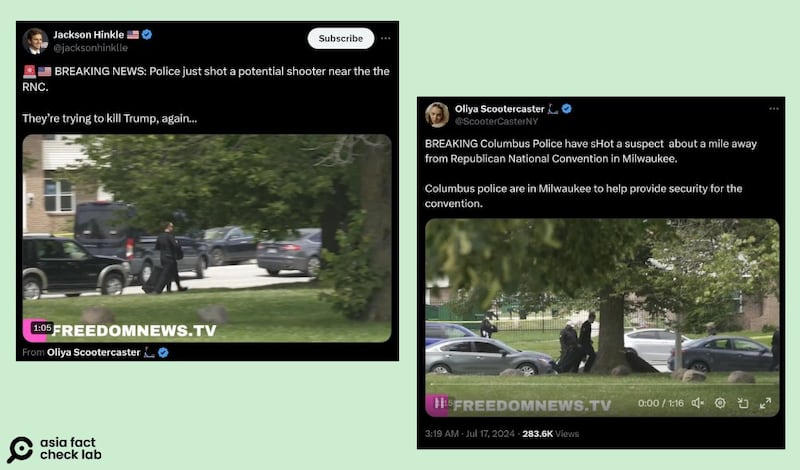 Jackson Hinkle
@jacksonhinklle
Subscribe
BREAKING NEWS: Police just shot a potential shooter near the the
RNC.
They're trying to kill Trump, again...
1:05 FREEDOMNEWS.TV
From Oliya Scootercaster
Oliya Scootercaster
@ScooterCasterNY
BREAKING Columbus Police have sHot a suspect about a mile away
from Republican National Convention in Milwaukee.
Columbus police are in Milwaukee to help provide security for the
convention.
FREEDOMNEWS.TV
0:00 / 1:16
3:19 AM · Jul 17, 2024 · 283.6K Views
asia fact
check lab